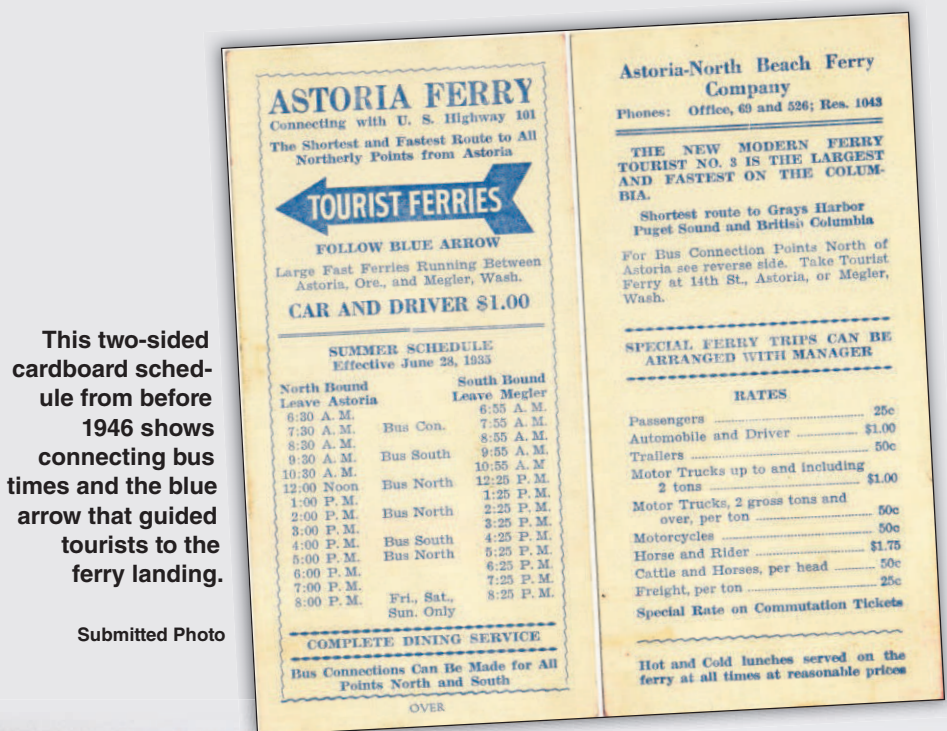 This two-sided
cardboard sched-
ule from before
1946 shows
connecting bus
times and the blue
arrow that guided
tourists to the
ferry landing.
Submitted Photo
ASTORIA FERRY
Connecting with U. S. Highway 101
The Shortest and Fastest Route to All
Northerly Points from Astoria
TOURIST FERRIES
FOLLOW BLUE ARROW
Large Fast Ferries Running Between
Astoria, Ore., and Megler, Wash.
CAR AND DRIVER $1.00
SUMMER SCHEDULE
Effective June 28, 1935
North Bound South Bound
Leave Astoria Leave Megler
6:30 A. M. 6:55 A. M.
7:30 A. M. Bus Con. 7:55 A. M.
8:30 A. M. 8:55 A. M.
9:30 A. M. Bus South 9:55 A. M.
10:30 A. M. 10:55 A. M
12:00 Noon Bus North 12:25 P. M.
1:00 P. M. 1:25 P. M.
2:00 P. M. Bus North 2:25 P. M.
3:00 P. M. 3:25 P. M.
4:00 P. M. Bus South 4:25 P. M.
5:00 P. M. Bus North 5:25 P. M.
6:00 P. M. 6:25 P. M.
7:00 P. M. 7:25 P. M.
8:00 P. M. Fri., Sat., 8:25 P. M.
Sun. Only
COMPLETE DINING SERVICE
Bus Connections Can Be Made for All
Points North and South
OVER
Astoria-North Beach Ferry
Company
Phones: Office, 69 and 526; Res. 1043
THE NEW MODERN FERRY
TOURIST NO. 3 IS THE LARGEST
AND FASTEST ON THE COLUM-
BIA.
Shortest route to Grays Harbor
Puget Sound and British Columbia
For Bus Connection Points North of
Astoria see reverse side. Take Tourist
Ferry at 14th St., Astoria, or Megler,
Wash.
SPECIAL FERRY TRIPS CAN BE
ARRANGED WITH MANAGER
RATES
Passengers 25c
Automobile and Driver $1.00
Trailers 50c
Motor Trucks up to and including
2 tons $1.00
Motor Trucks, 2 gross tons and
over, per ton 50c
Motorcycles 50c
Horse and Rider $1.75
Cattle and Horses, per head 50c
Freight, per ton 25c
Special Rate on Commutation Tickets
Hot and Cold lunches served on the
ferry at all times at reasonable prices